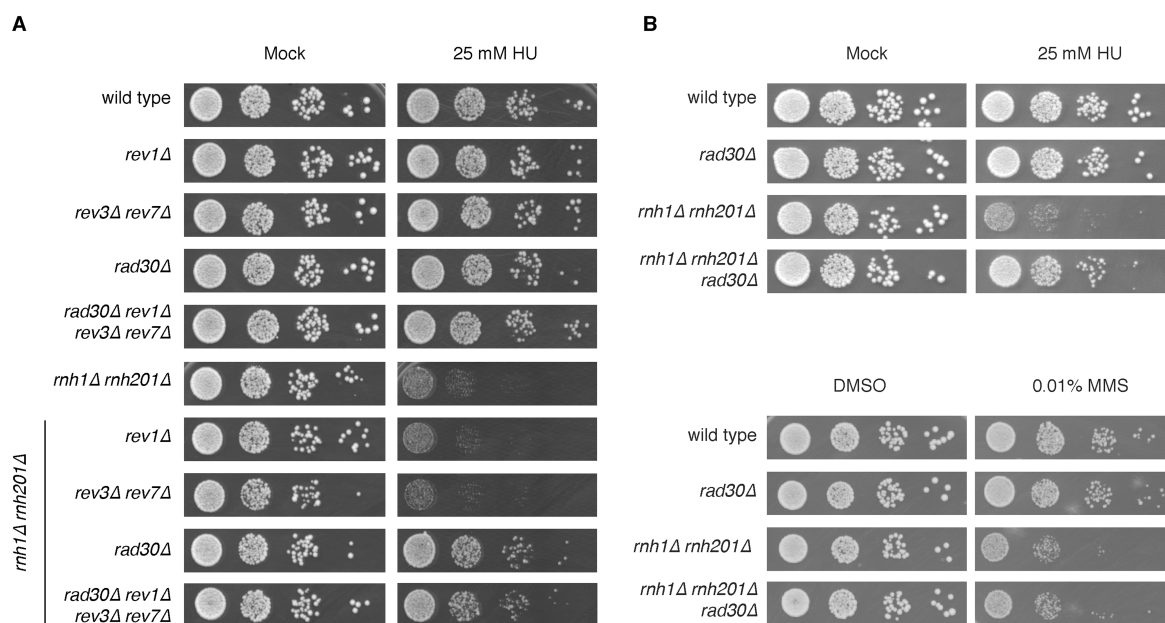 A
Mock
25 mM HU
wild type
rev1Δ
rev3Δ rev7Δ
rad30Δ
rad30Δ rev1Δ
rev3Δ rev7Δ
rnh1Δ rnh201Δ
rnh1Δ rnh201Δ
rev1Δ
rev3Δ rev7Δ
rad30Δ
rad30Δ rev1Δ
rev3Δ rev7Δ
B
Mock
25 mM HU
wild type
rad30Δ
rnh1Δ rnh201Δ
rnh1Δ rnh201Δ
rad30Δ
DMSO
0.01% MMS
wild type
rad30Δ
rnh1Δ rnh201Δ
rnh1Δ rnh201Δ
rad30Δ